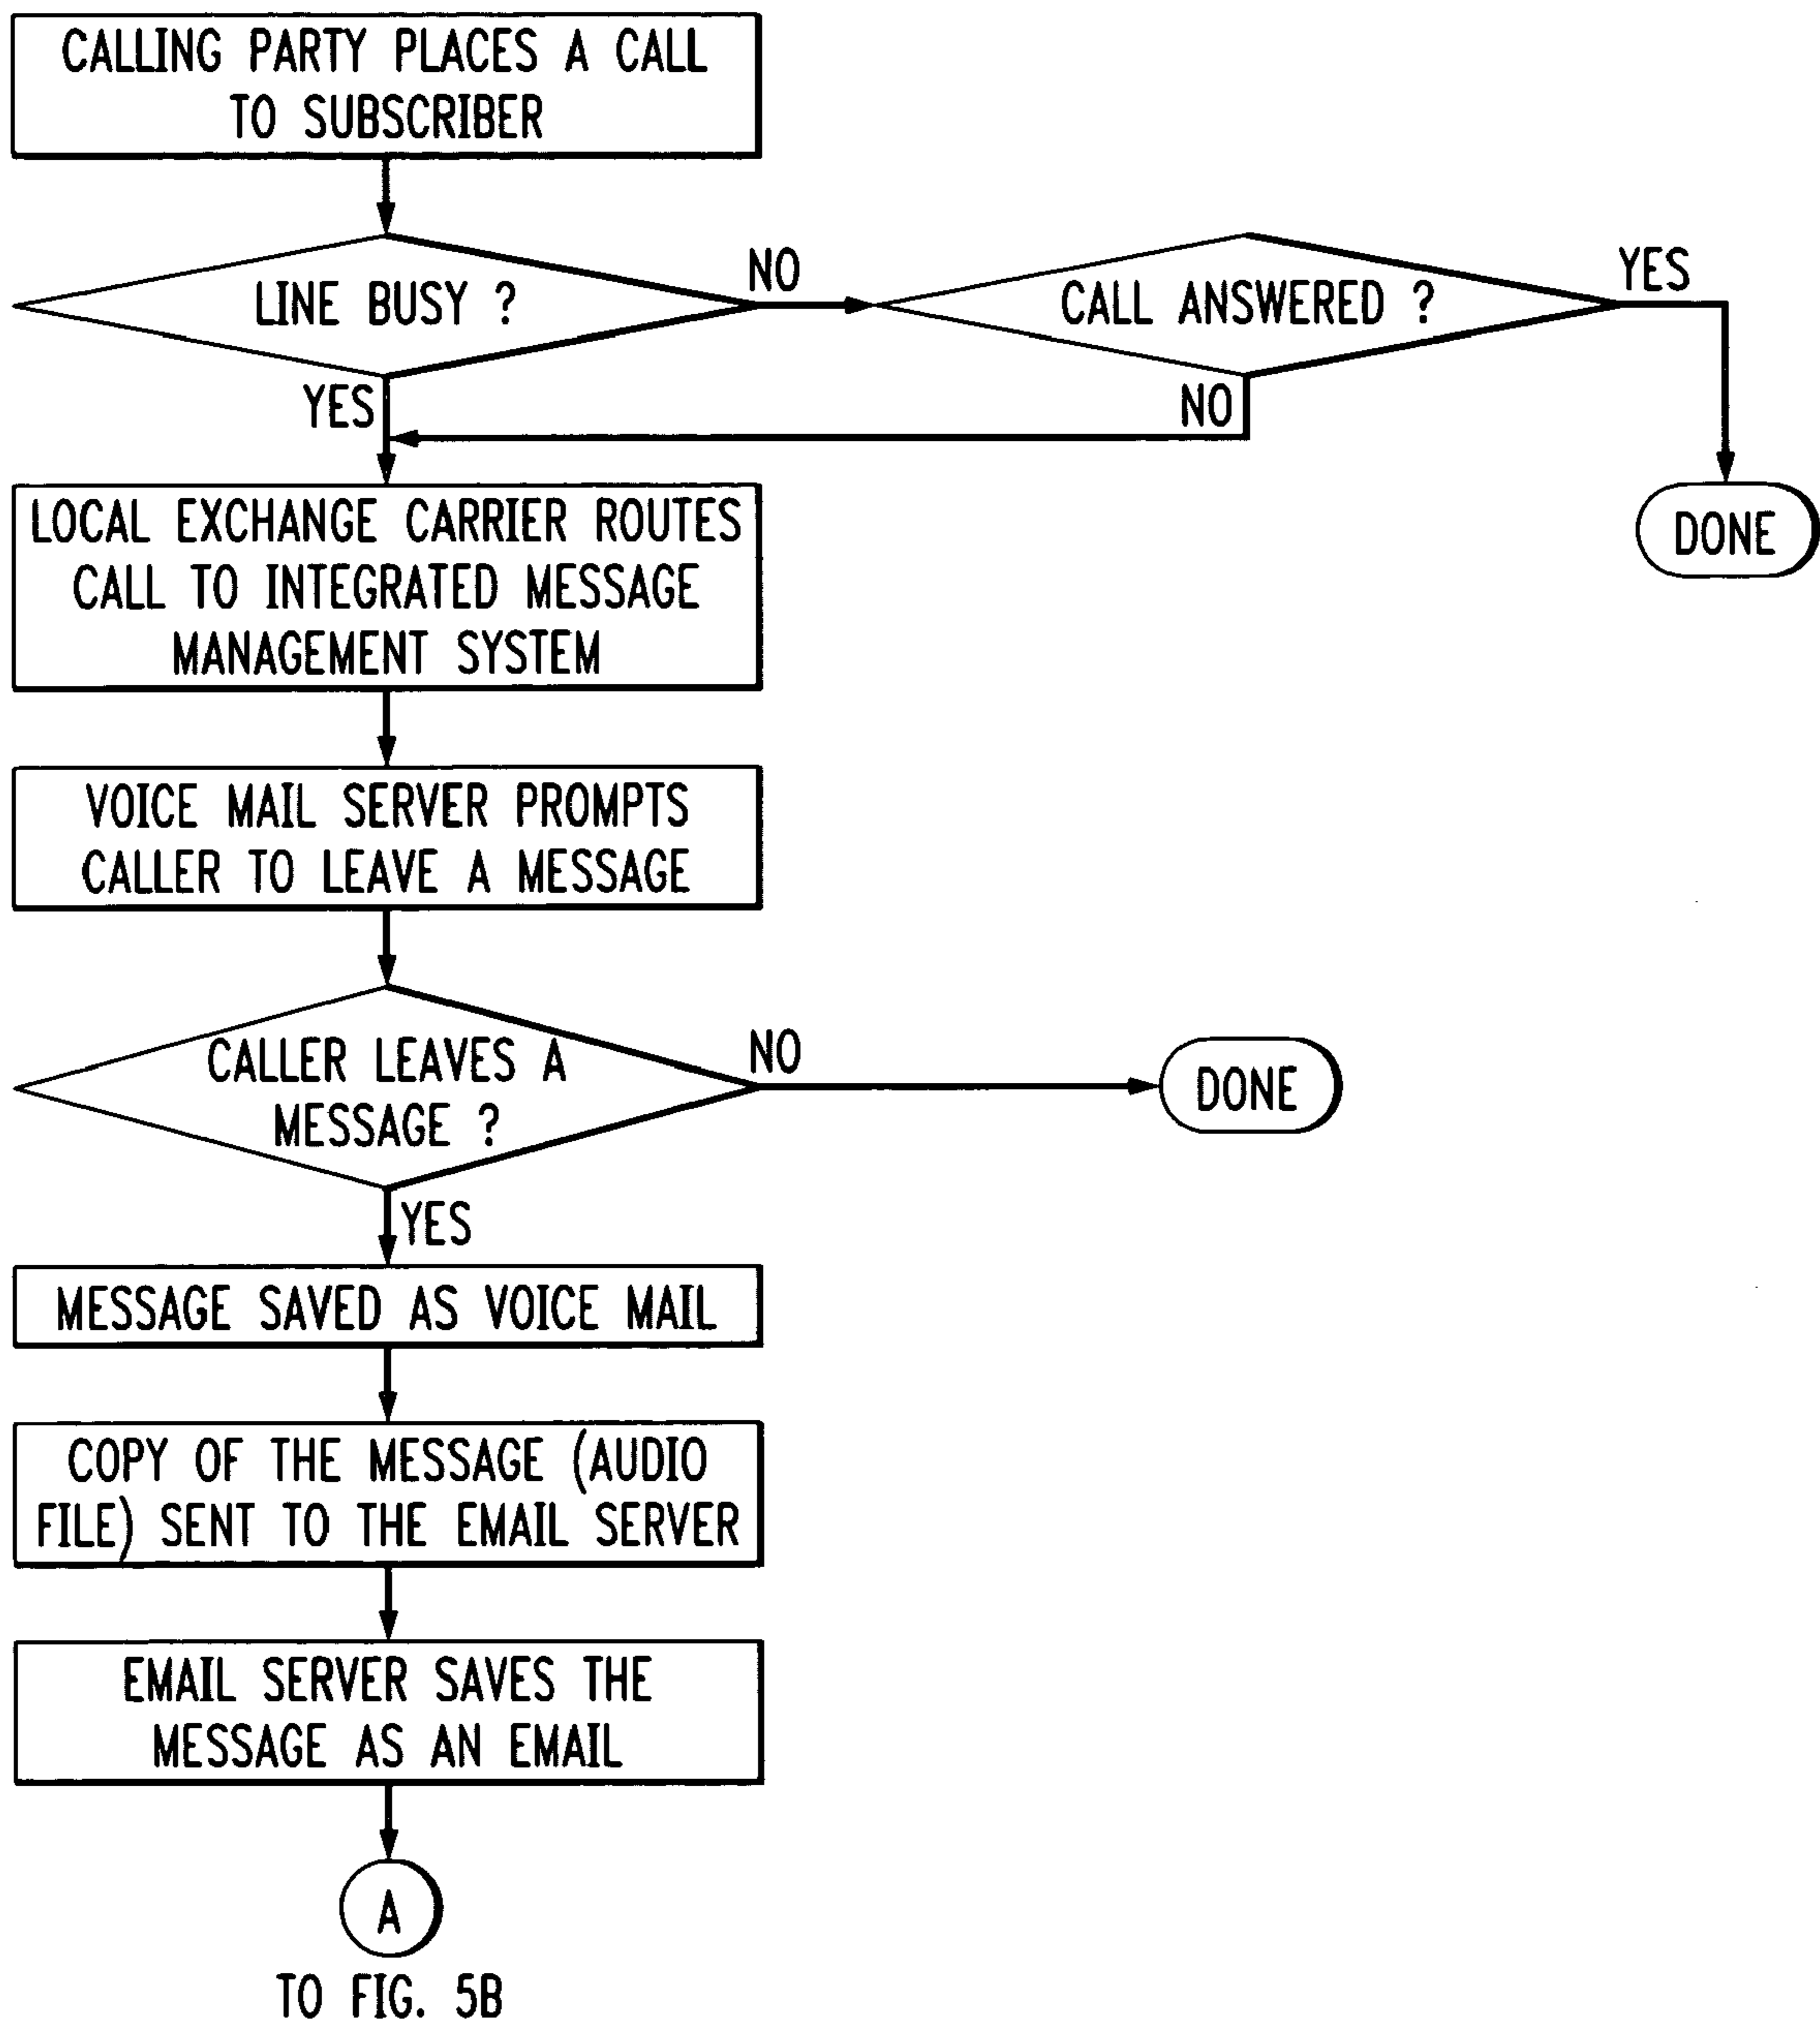 CALLING PARTY PLACES A CALL
TO SUBSCRIBER
LINE BUSY ?
NO
CALL ANSWERED ?
YES
YES
NO
LOCAL EXCHANGE CARRIER ROUTES
CALL TO INTEGRATED MESSAGE
MANAGEMENT SYSTEM
DONE
VOICE MAIL SERVER PROMPTS
CALLER TO LEAVE A MESSAGE
CALLER LEAVES A
MESSAGE ?
NO
DONE
YES
MESSAGE SAVED AS VOICE MAIL
COPY OF THE MESSAGE (AUDIO
FILE) SENT TO THE EMAIL SERVER
EMAIL SERVER SAVES THE
MESSAGE AS AN EMAIL
A
TO FIG. 5B